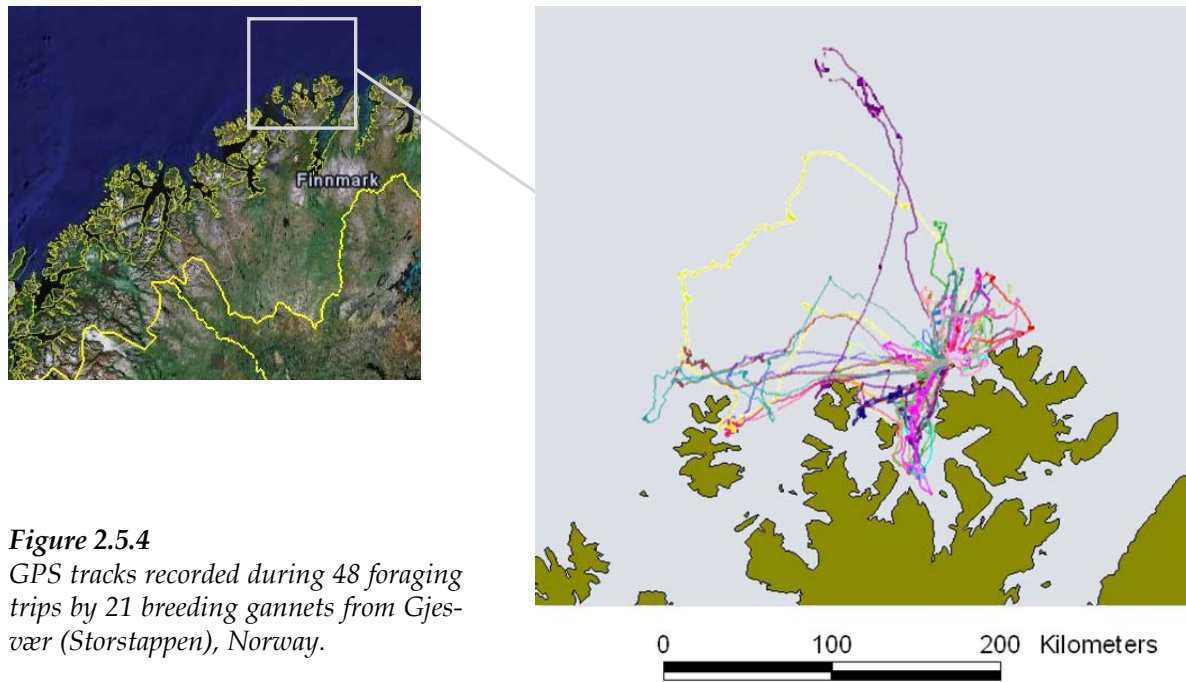 Finnmark
Figure 2.5.4
GPS tracks recorded during 48 foraging
trips by 21 breeding gannets from Gjes-
vær (Storstappen), Norway.
0 100 200 Kilometers